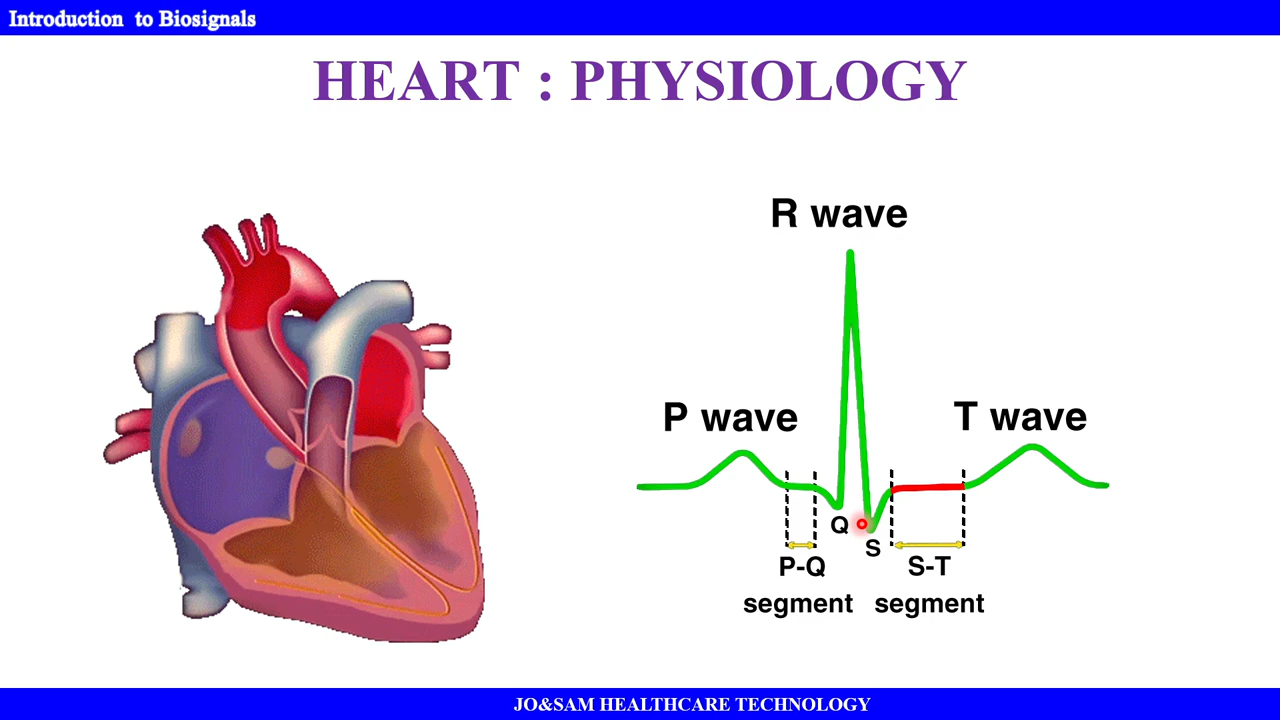 Introduction to Biosignals
HEART : PHYSIOLOGY
R wave
P wave
T wave
Q
S
P-Q
segment
S-T
segment
JO&SAM HEALTHCARE TECHNOLOGY